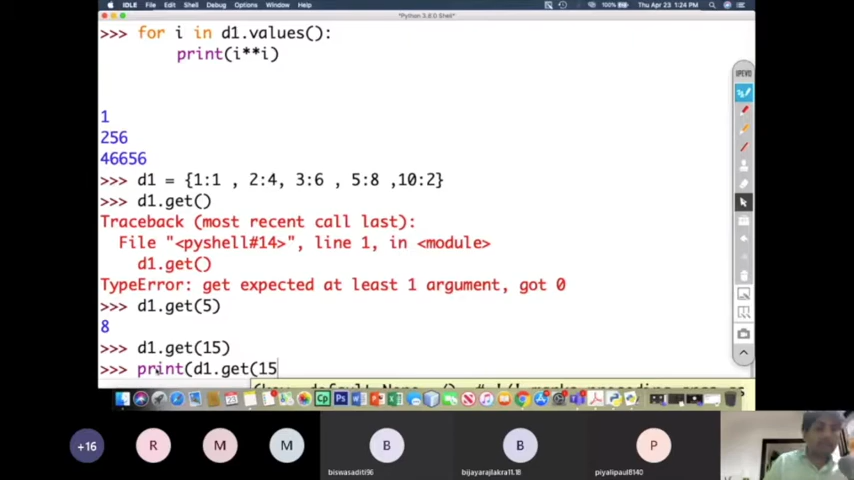 IDLE File Edit Shell Debug Options Window Help
100% Thu Apr 23 1:24 PM
*Python 3.8.0 Shell*
>>> for i in d1.values():
print(i**i)
1
256
46656
>>> d1 = {1:1 , 2:4, 3:6 , 5:8 ,10:2}
>>> d1.get()
Traceback (most recent call last):
File "<pyshell#14>", line 1, in <module>
d1.get()
TypeError: get expected at least 1 argument, got 0
>>> d1.get(5)
8
>>> d1.get(15)
>>> print(d1.get(15
+16
R
M
M
B
B
P
biswasaditi96
bijayarajlakra11.18
piyalipaul8140